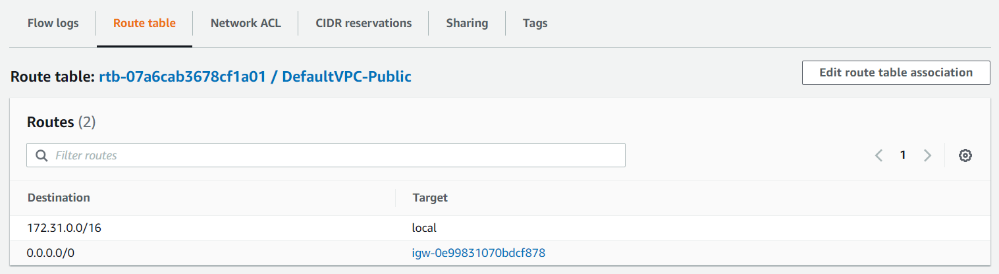 Flow logs Route table Network ACL CIDR reservations Sharing Tags
Route table: rtb-07a6cab3678cf1a01 / DefaultVPC-Public Edit route table association
Routes (2)
Filter routes 1
Destination Target
172.31.0.0/16 local
0.0.0.0/0 igw-0e99831070bdcf878